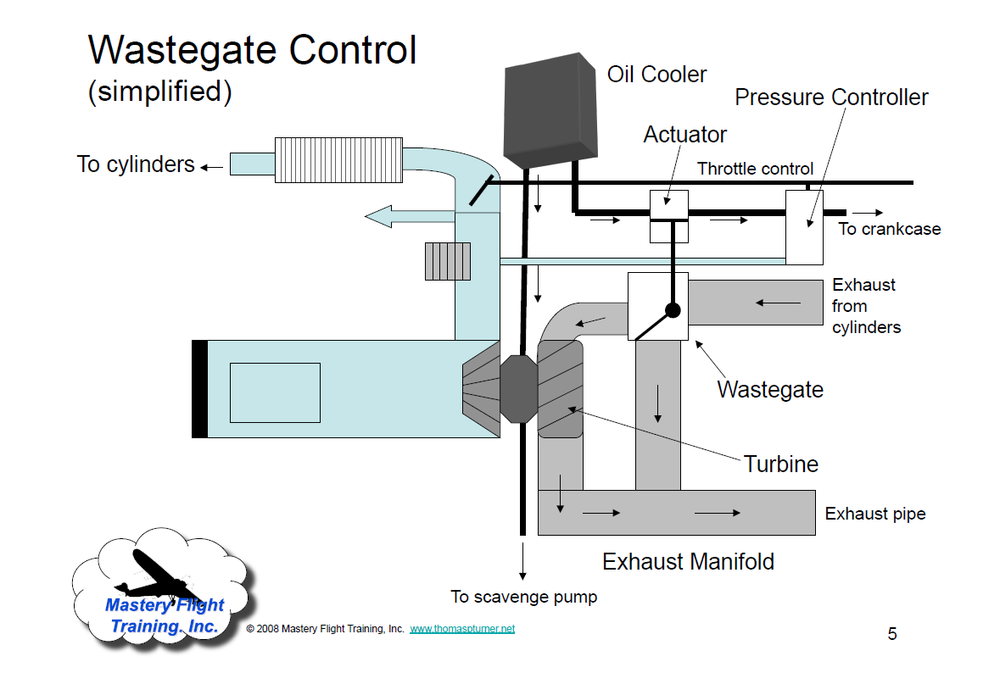 Wastegate Control
(simplified)
Oil Cooler
Pressure Controller
Actuator
To cylinders
Throttle control
To crankcase
Exhaust
from
cylinders
Wastegate
Turbine
Exhaust pipe
Exhaust Manifold
To scavenge pump
Mastery Flight
Training. Inc.
© 2008 Mastery Flight Training, Inc. www.thomaspturner.net
5